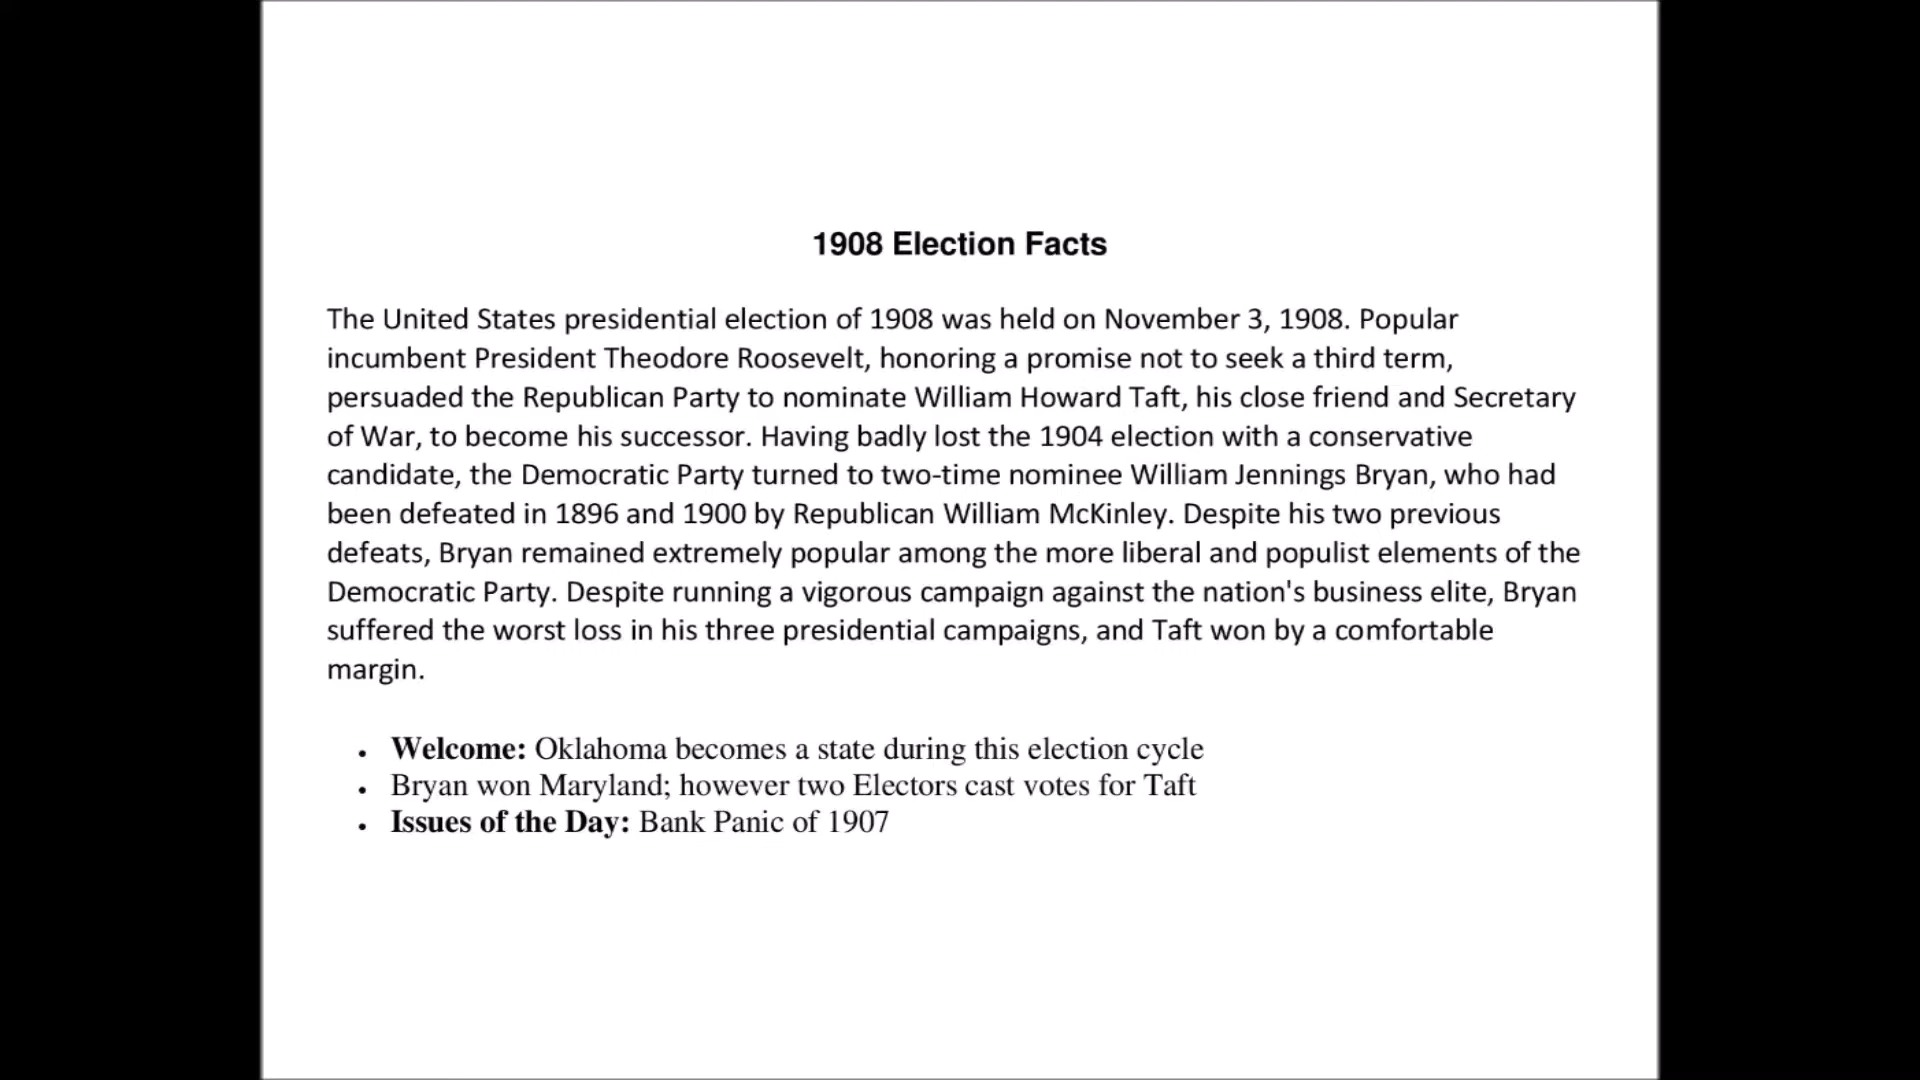 1908 Election Facts
The United States presidential election of 1908 was held on November 3, 1908. Popular
incumbent President Theodore Roosevelt, honoring a promise not to seek a third term,
persuaded the Republican Party to nominate William Howard Taft, his close friend and Secretary
of War, to become his successor. Having badly lost the 1904 election with a conservative
candidate, the Democratic Party turned to two-time nominee William Jennings Bryan, who had
been defeated in 1896 and 1900 by Republican William McKinley. Despite his two previous
defeats, Bryan remained extremely popular among the more liberal and populist elements of the
Democratic Party. Despite running a vigorous campaign against the nation's business elite, Bryan
suffered the worst loss in his three presidential campaigns, and Taft won by a comfortable
margin.
• Welcome: Oklahoma becomes a state during this election cycle
• Bryan won Maryland; however two Electors cast votes for Taft
• Issues of the Day: Bank Panic of 1907